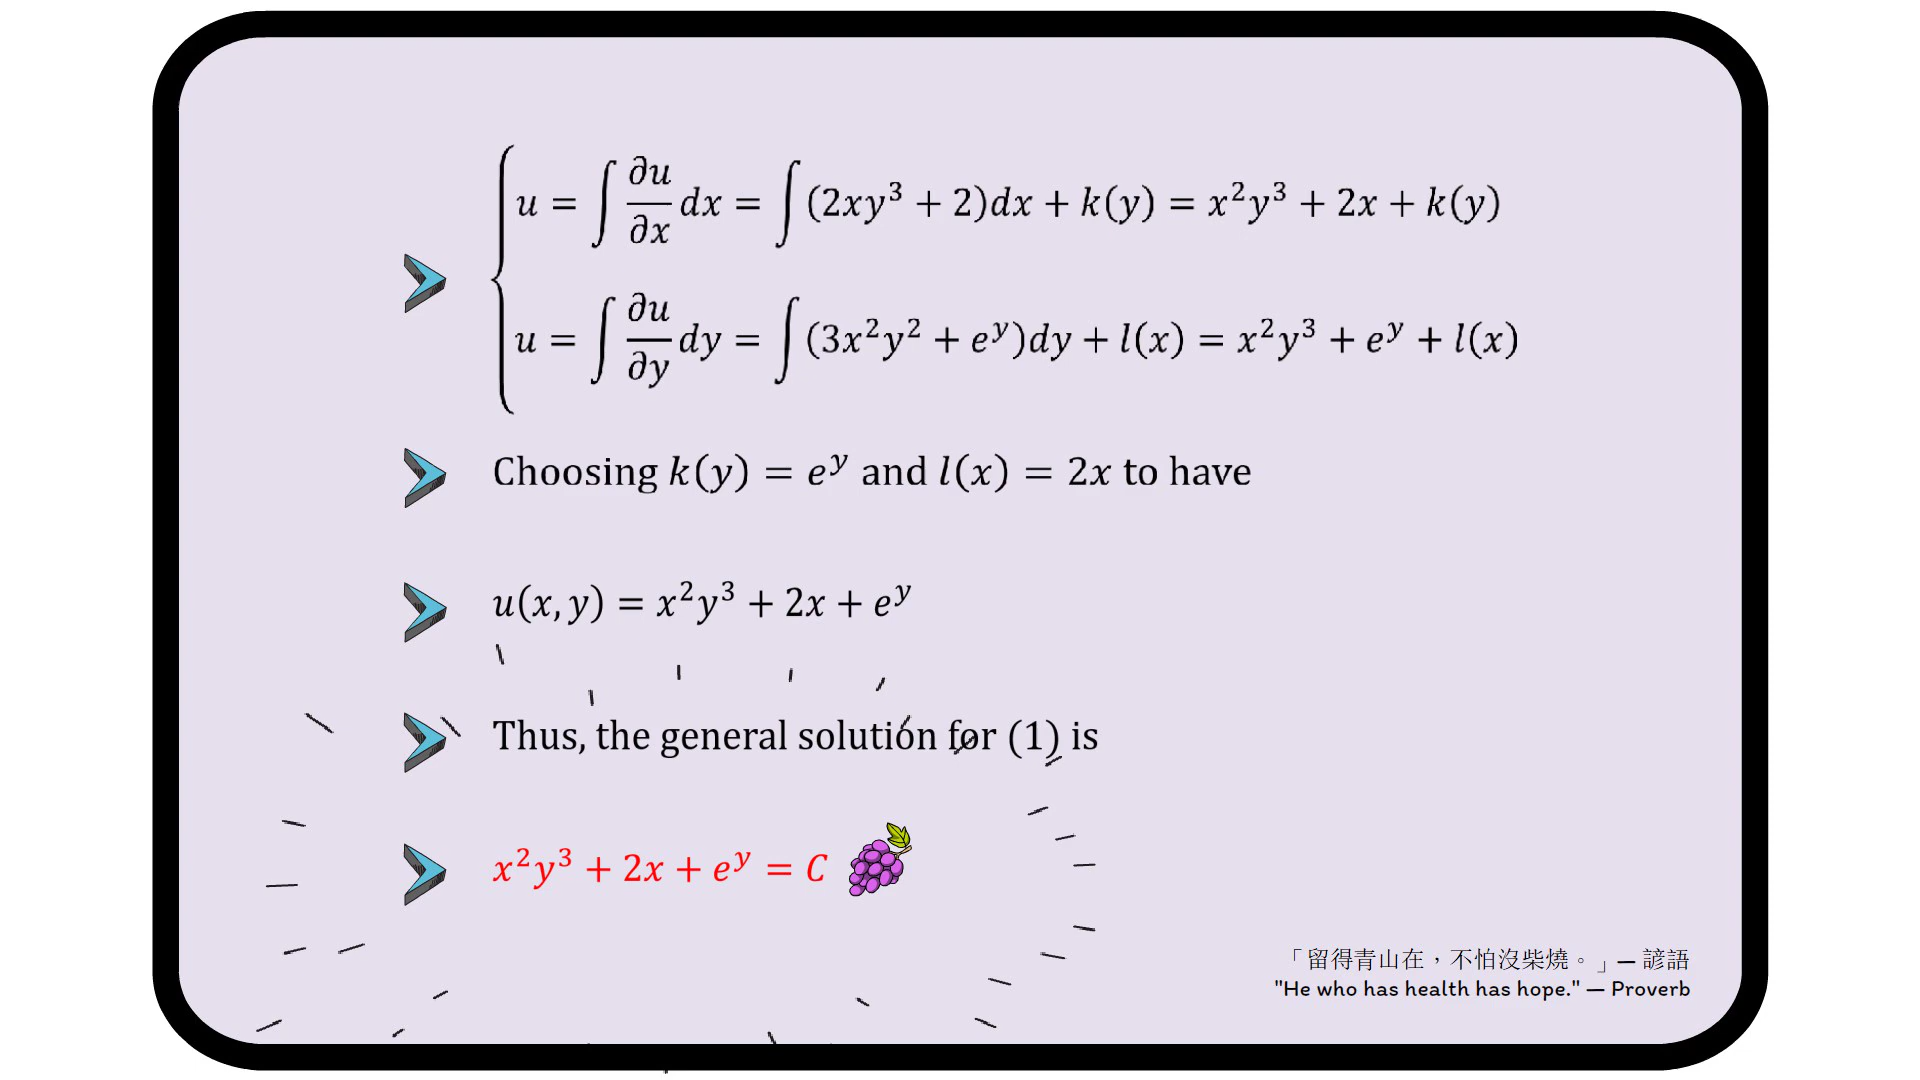 u = ∫ ∂u/∂x dx = ∫(2xy³ + 2)dx + k(y) = x²y³ + 2x + k(y)
u = ∫ ∂u/∂y dy = ∫(3x²y² + eʸ)dy + l(x) = x²y³ + eʸ + l(x)
Choosing k(y) = eʸ and l(x) = 2x to have
u(x, y) = x²y³ + 2x + eʸ
Thus, the general solution for (1) is
x²y³ + 2x + eʸ = C
「留得青山在，不怕沒柴燒。」— 諺語
"He who has health has hope." — Proverb